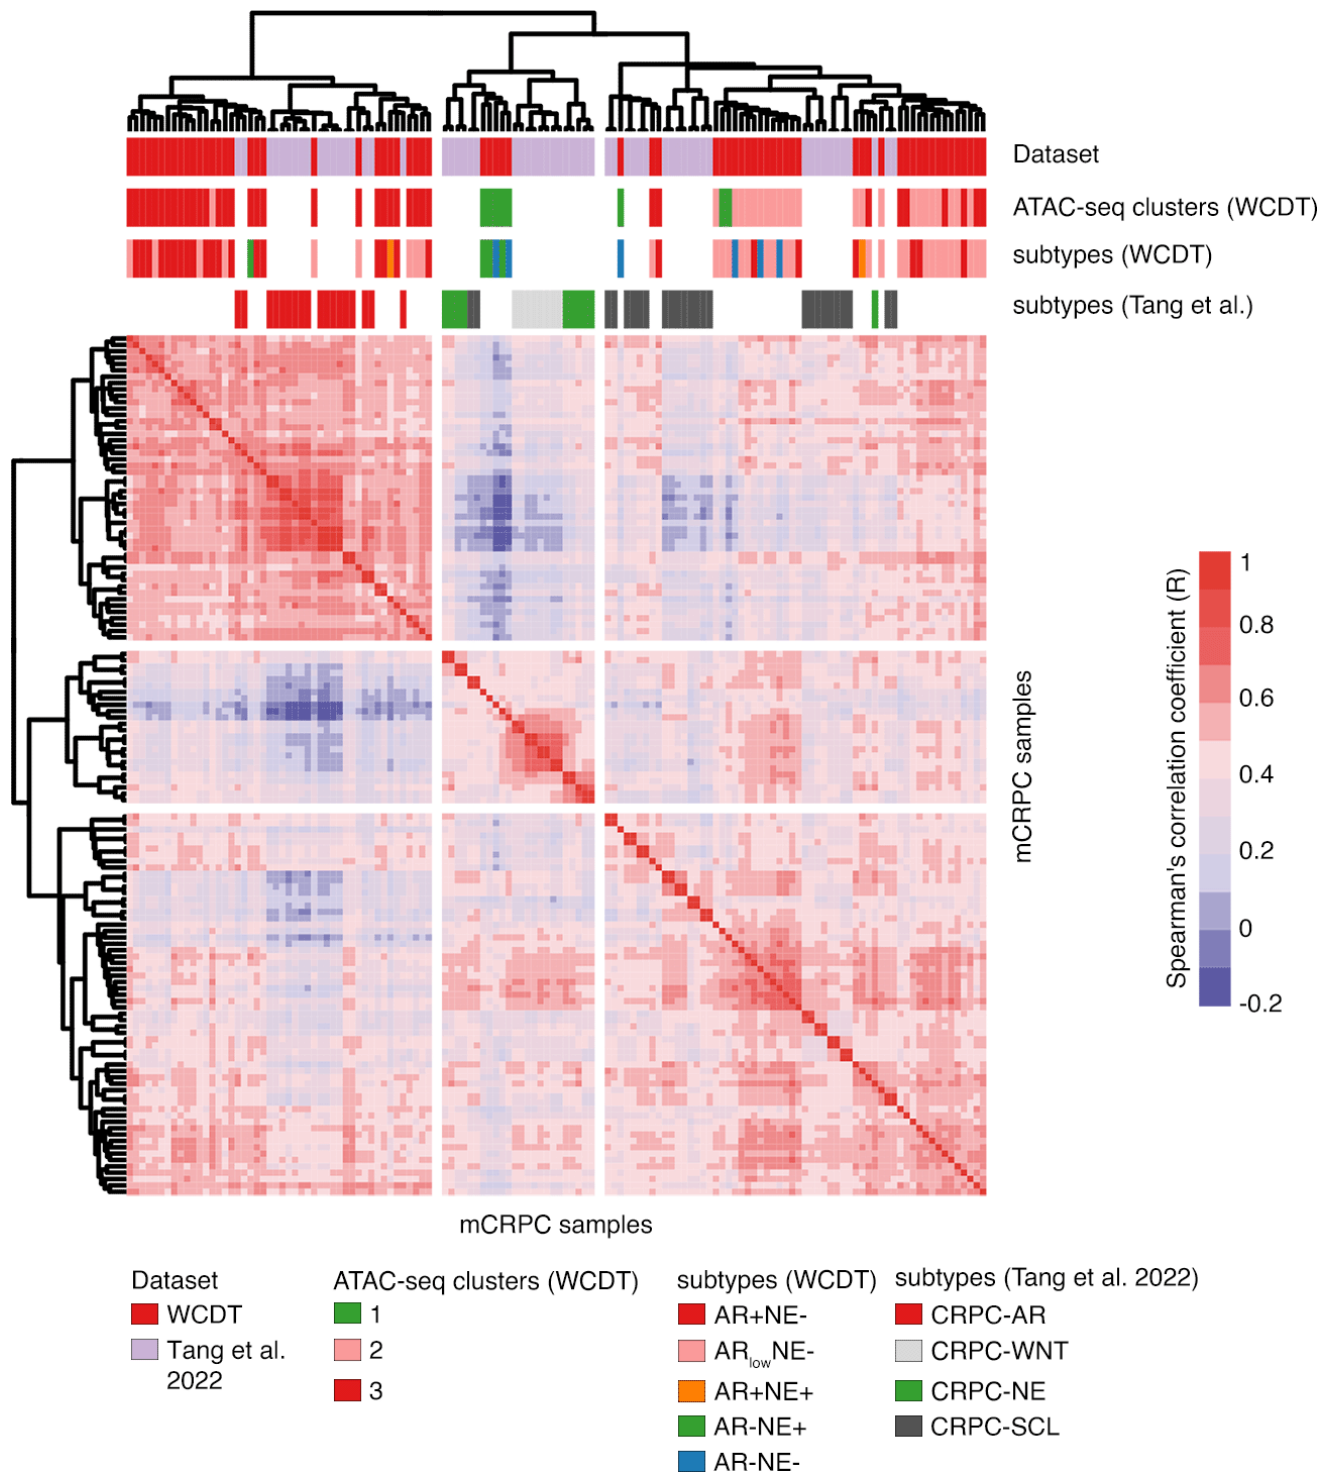 Dataset
ATAC-seq clusters (WCDT)
subtypes (WCDT)
subtypes (Tang et al.)
Spearman's correlation coefficient (R)
1
0.8
0.6
0.4
0.2
0
-0.2
mCRPC samples
mCRPC samples
Dataset
WCDT
Tang et al.
2022
ATAC-seq clusters (WCDT)
1
2
3
subtypes (WCDT)
AR+NE-
ARlowNE-
AR+NE+
AR-NE+
AR-NE-
subtypes (Tang et al. 2022)
CRPC-AR
CRPC-WNT
CRPC-NE
CRPC-SCL